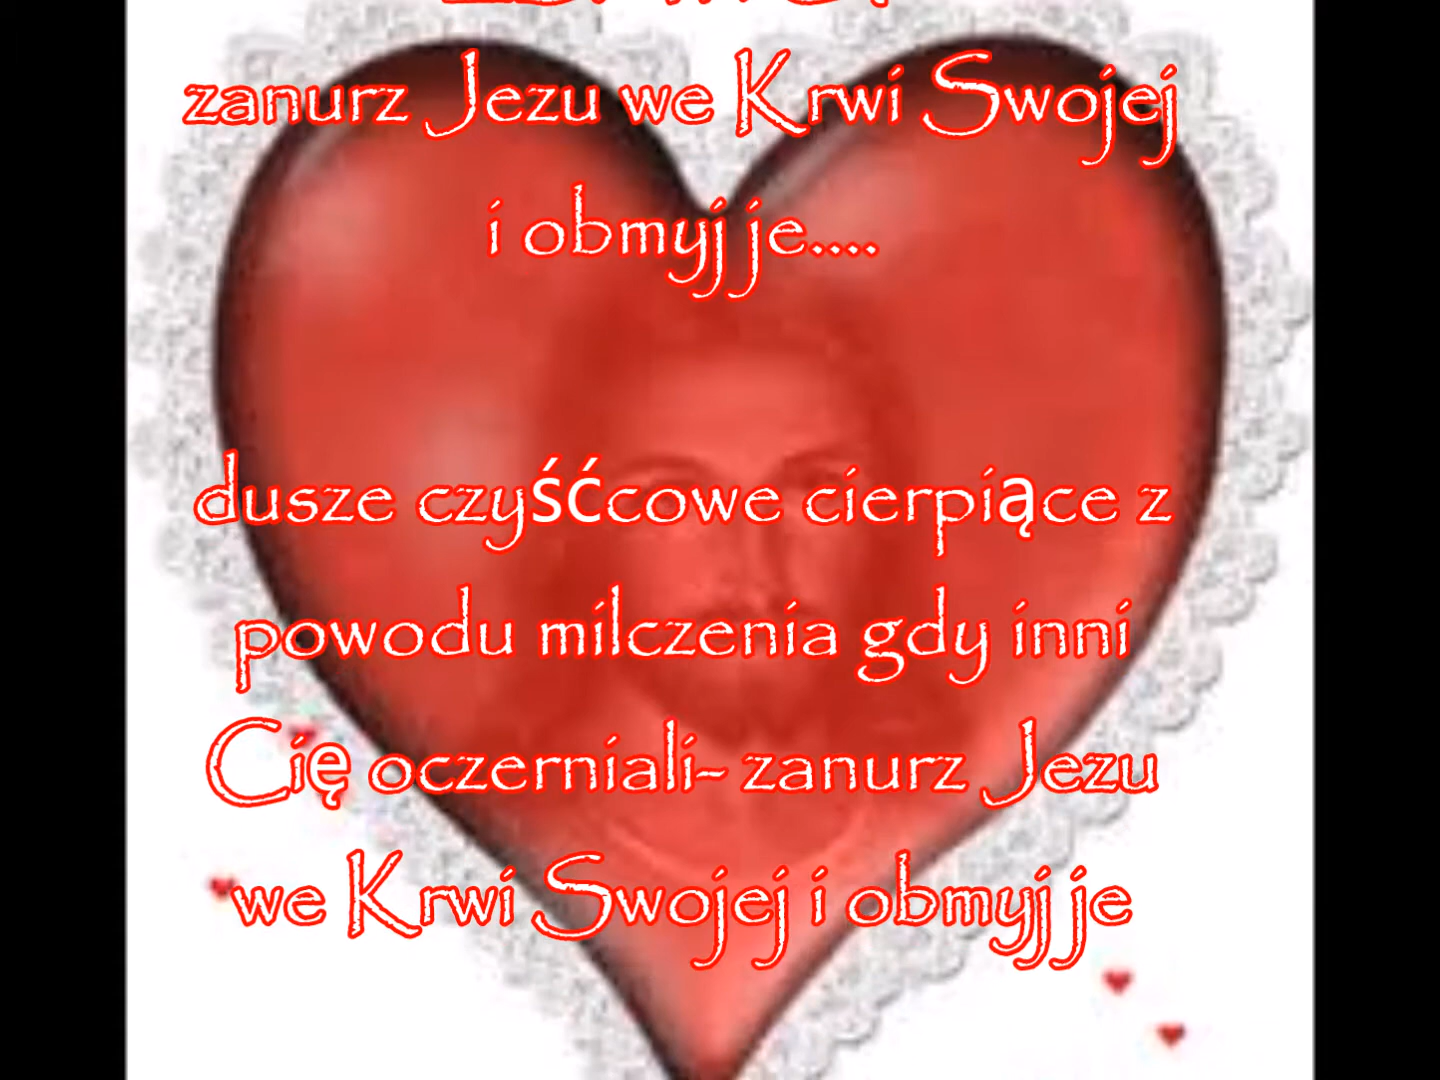 zanurz Jezu we Krwi Swojej
i obmyj je....
dusze czyśćcowe cierpiące z
powodu milczenia gdy inni
Cię oczerniali- zanurz Jezu
we Krwi Swojej i obmyj je